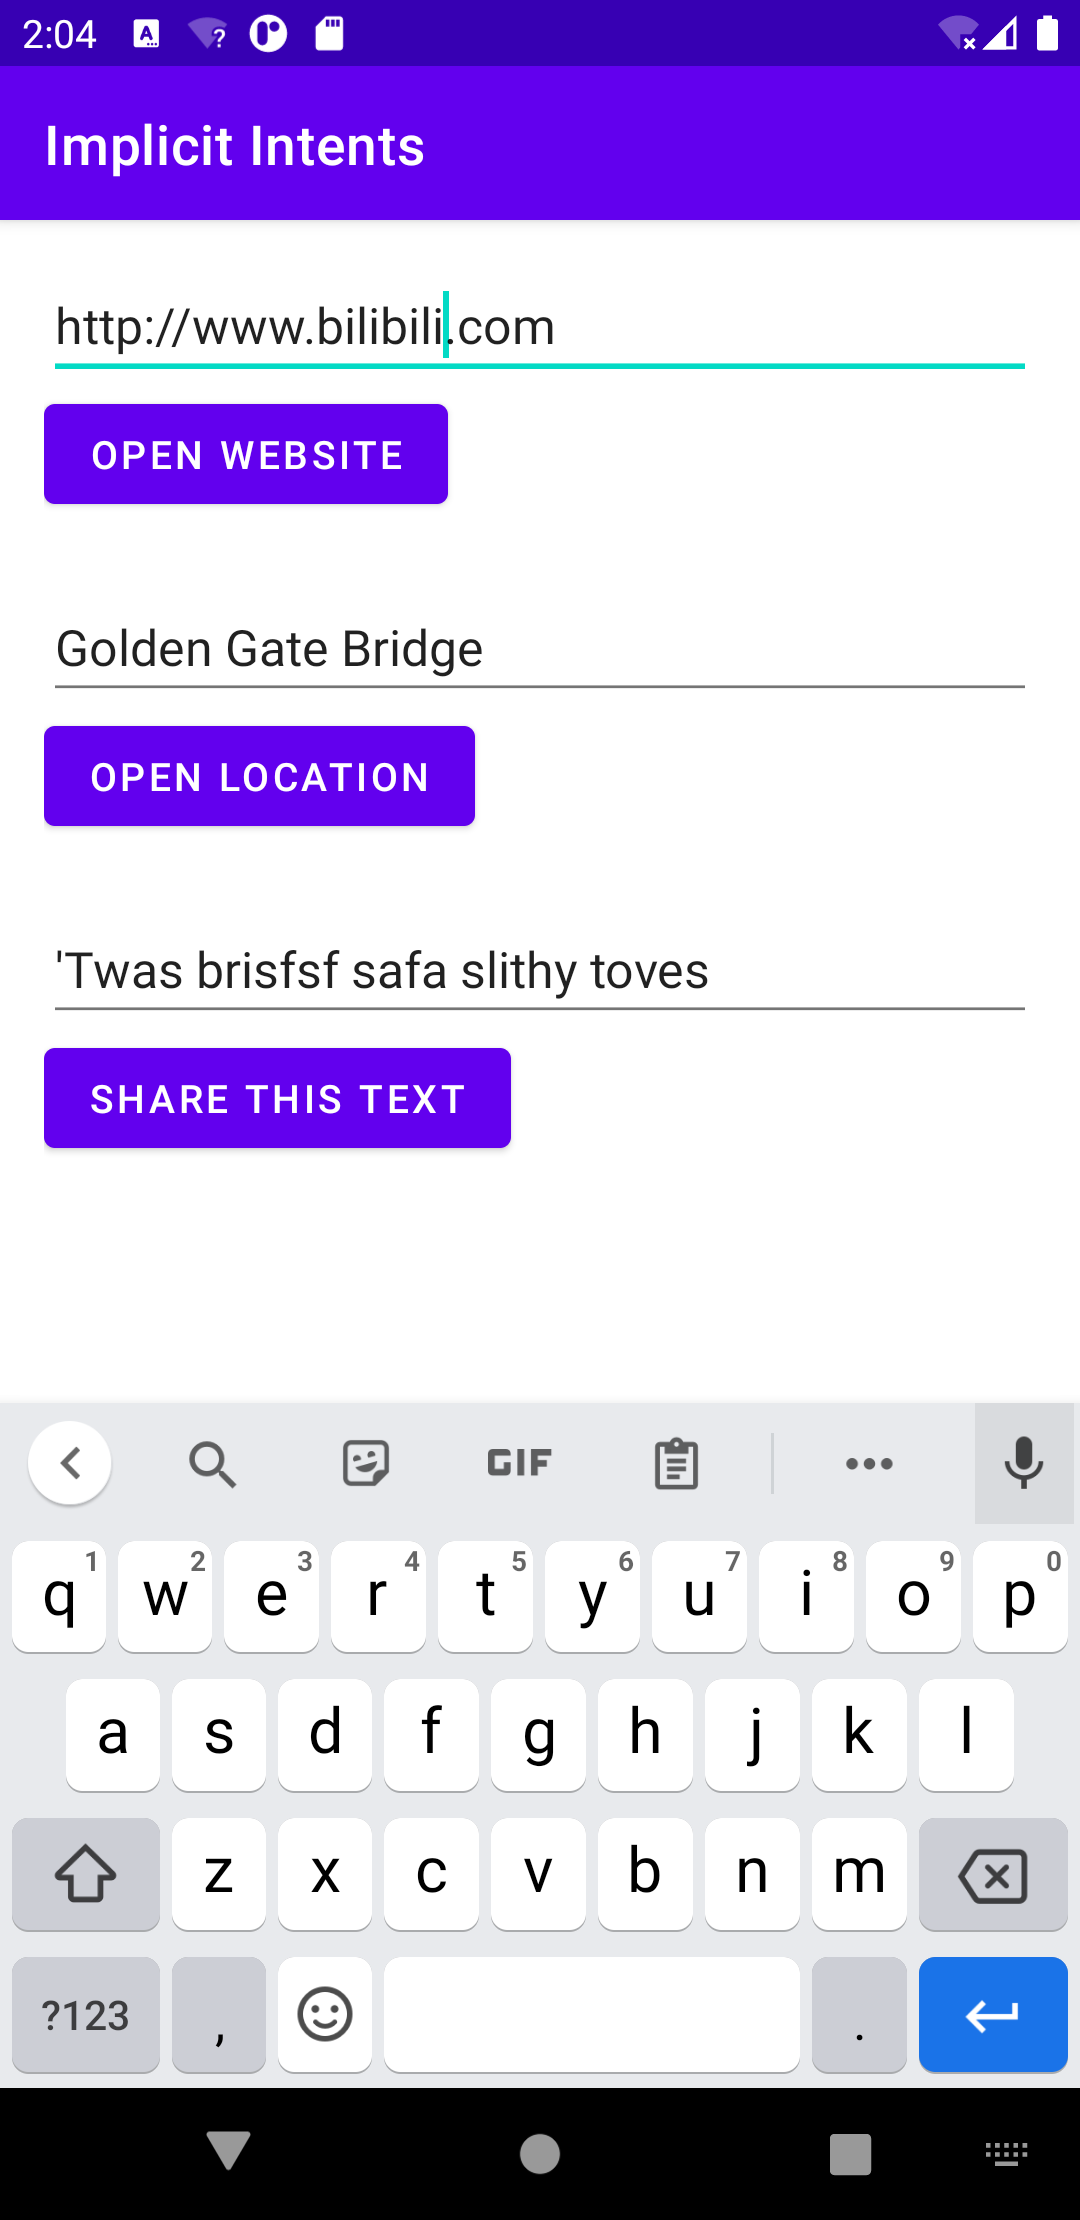 2:04
Implicit Intents
http://www.bilibili.com
OPEN WEBSITE
Golden Gate Bridge
OPEN LOCATION
'Twas brisfsf safa slithy toves
SHARE THIS TEXT
GIF
1 2 3 4 5 6 7 8 9 0
q w e r t y u i o p
a s d f g h j k l
z x c v b n m
?123 , .